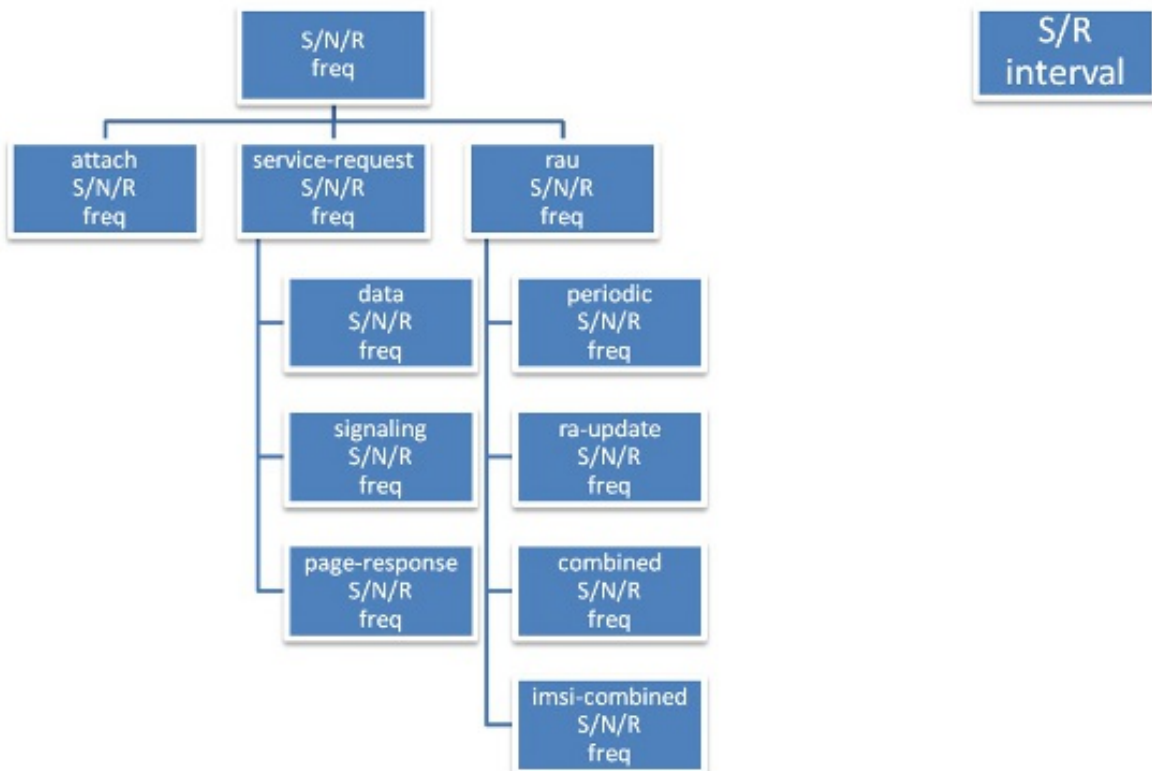 S/N/R
freq
S/R
interval
attach
S/N/R
freq
service-request
S/N/R
freq
rau
S/N/R
freq
data
S/N/R
freq
periodic
S/N/R
freq
signaling
S/N/R
freq
ra-update
S/N/R
freq
page-response
S/N/R
freq
combined
S/N/R
freq
imsi-combined
S/N/R
freq